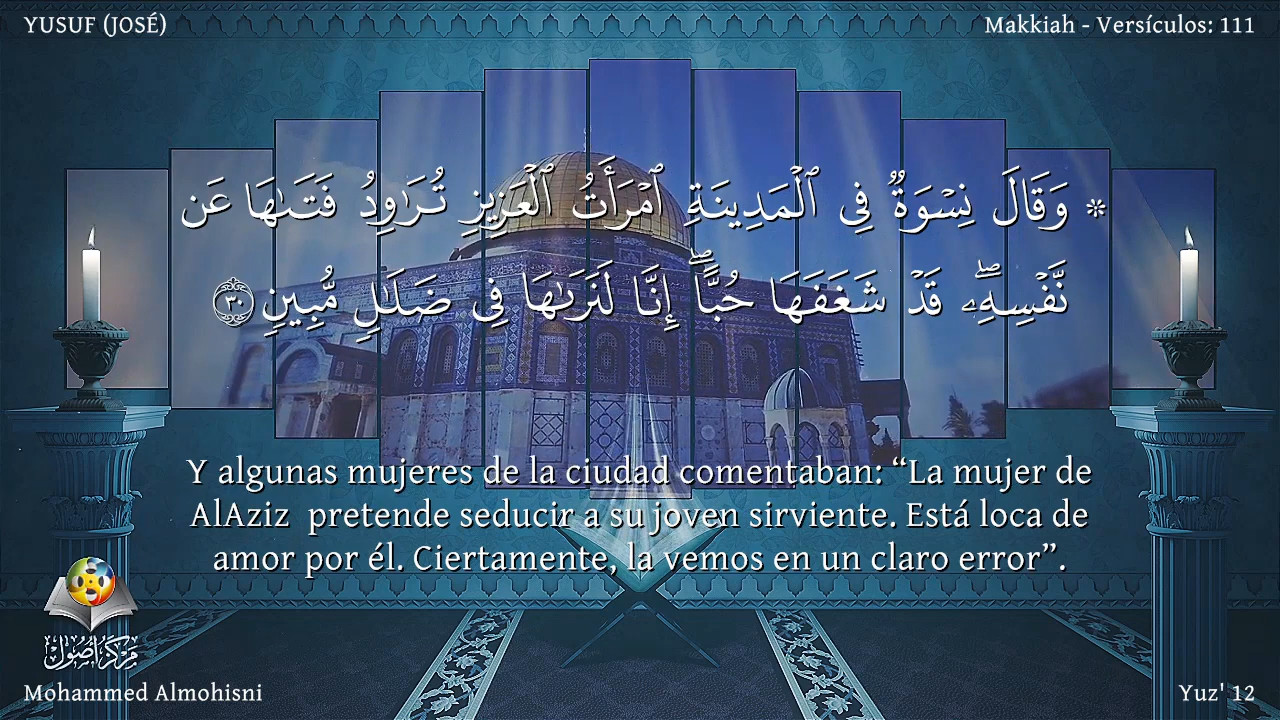 YUSUF (JOSÉ)
Makkiah - Versículos: 111
* وَقَالَ نِسْوَةٌ فِى ٱلْمَدِينَةِ ٱمْرَأَتُ ٱلْعَزِيزِ تُرَٰوِدُ فَتَىٰهَا عَن
نَّفْسِهِۦۖ قَدْ شَغَفَهَا حُبًّاۖ إِنَّا لَنَرَىٰهَا فِى ضَلَـٰلٍ مُّبِينٍ ٣٠
Y algunas mujeres de la ciudad comentaban: “La mujer de
AlAziz pretende seducir a su joven sirviente. Está loca de
amor por él. Ciertamente, la vemos en un claro error”.
مركز أصول
Mohammed Almohisni
Yuz' 12